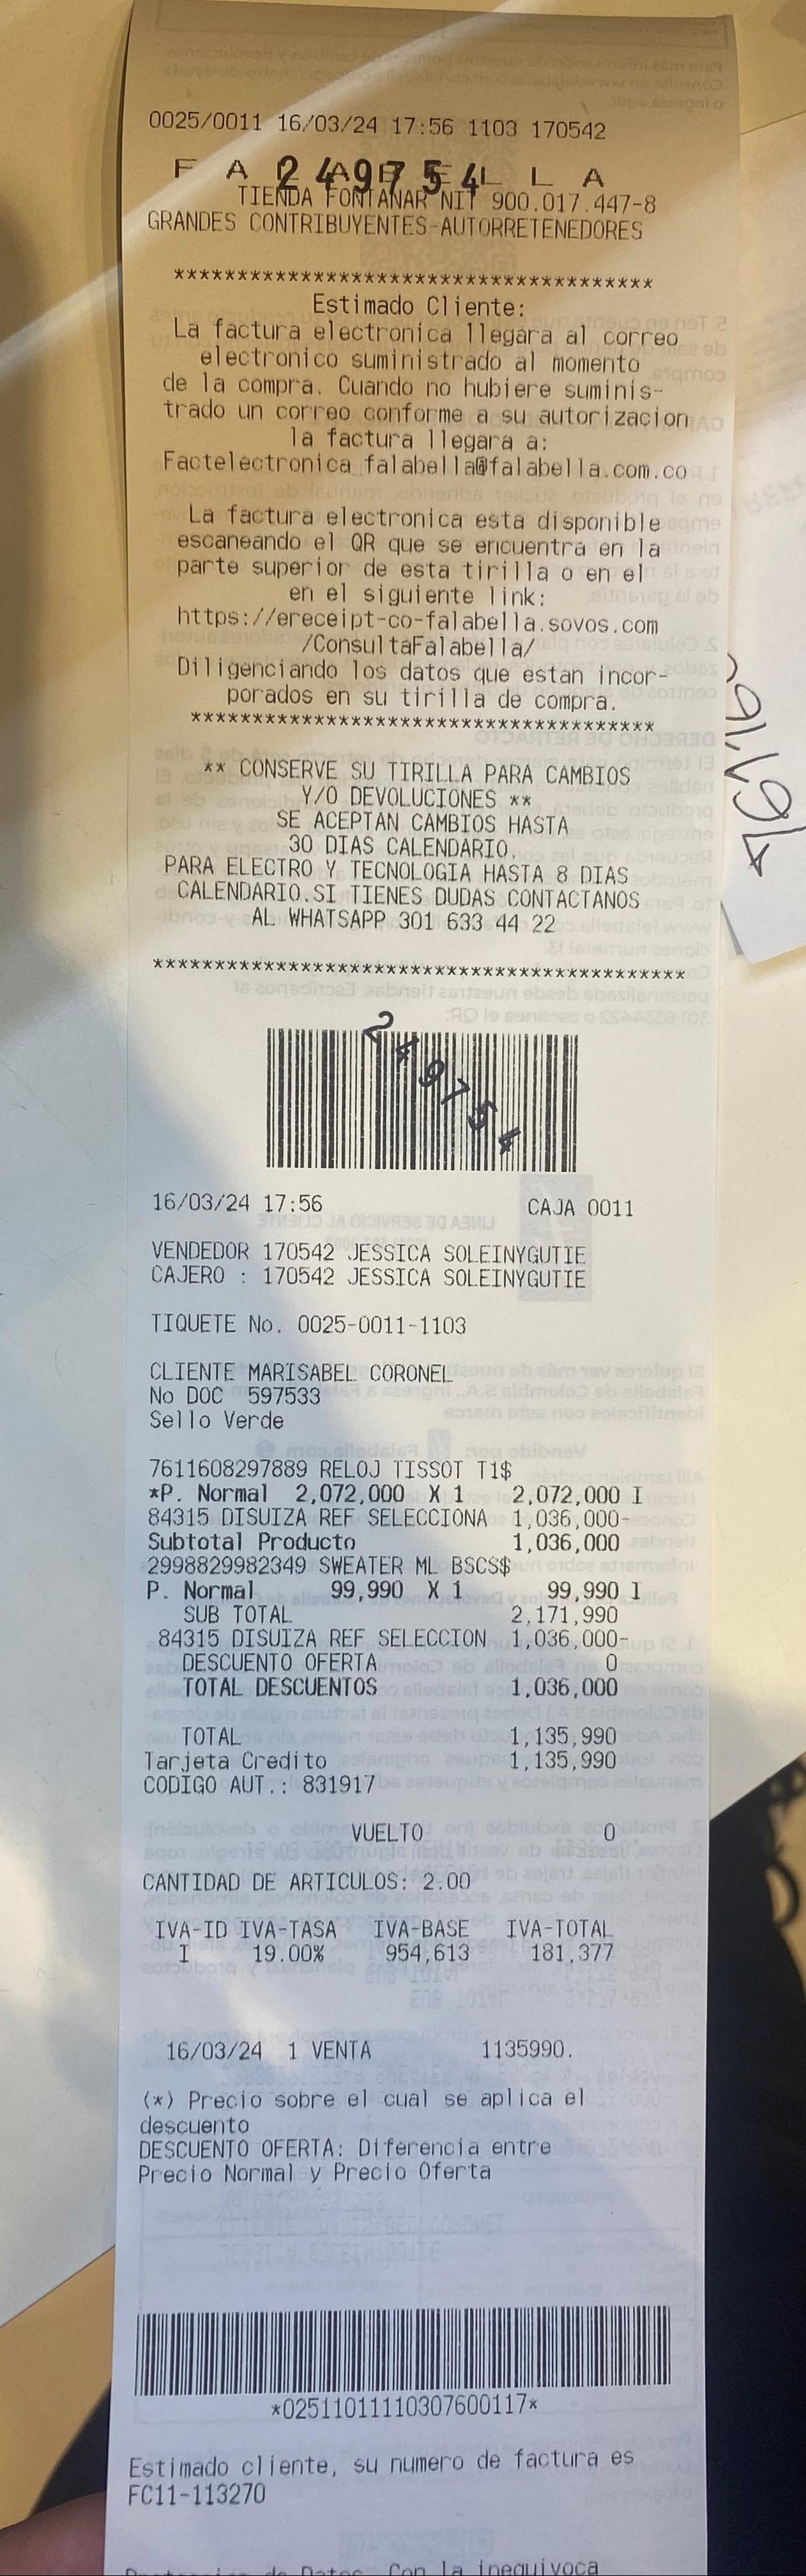 0025/0011 16/03/24 17:56 1103 170542
F A L A B E L L A
249754
TIENDA FONTANAR NIT 900.017.447-8
GRANDES CONTRIBUYENTES-AUTORRETENEDORES
**************************************
Estimado Cliente:
La factura electronica llegara al correo
electronico suministrado al momento
de la compra. Cuando no hubiere suminis-
trado un correo conforme a su autorizacion
la factura llegara a:
Factelectronica falabella@falabella.com.co
La factura electronica esta disponible
escaneando el QR que se encuentra en la
parte superior de esta tirilla o en el
en el siguiente link:
https://ereceipt-co-falabella.sovos.com
/ConsultaFalabella/
Diligenciando los datos que estan incor-
porados en su tirilla de compra.
*************************************
** CONSERVE SU TIRILLA PARA CAMBIOS
Y/O DEVOLUCIONES **
SE ACEPTAN CAMBIOS HASTA
30 DIAS CALENDARIO.
PARA ELECTRO Y TECNOLOGIA HASTA 8 DIAS
CALENDARIO.SI TIENES DUDAS CONTACTANOS
AL WHATSAPP 301 633 44 22
*******************************************
249754
16/03/24 17:56 CAJA 0011
VENDEDOR 170542 JESSICA SOLEINYGUTIE
CAJERO : 170542 JESSICA SOLEINYGUTIE
TIQUETE No. 0025-0011-1103
CLIENTE MARISABEL CORONEL
No DOC 597533
Sello Verde
7611608297889 RELOJ TISSOT T1$
*P. Normal 2,072,000 X 1 2,072,000 I
84315 DISUIZA REF SELECCIONA 1,036,000-
Subtotal Producto 1,036,000
2998829982349 SWEATER ML BSCS$
P. Normal 99,990 X 1 99,990 I
SUB TOTAL 2,171,990
84315 DISUIZA REF SELECCION 1,036,000-
DESCUENTO OFERTA 0
TOTAL DESCUENTOS 1,036,000
TOTAL 1,135,990
Tarjeta Credito 1,135,990
CODIGO AUT.: 831917
VUELTO 0
CANTIDAD DE ARTICULOS: 2.00
IVA-ID IVA-TASA IVA-BASE IVA-TOTAL
I 19.00% 954,613 181,377
16/03/24 1 VENTA 1135990.
(*) Precio sobre el cual se aplica el
descuento
DESCUENTO OFERTA: Diferencia entre
Precio Normal y Precio Oferta
*02511011110307600117*
Estimado cliente, su numero de factura es
FC11-113270
de Datos. Con la inequivoca